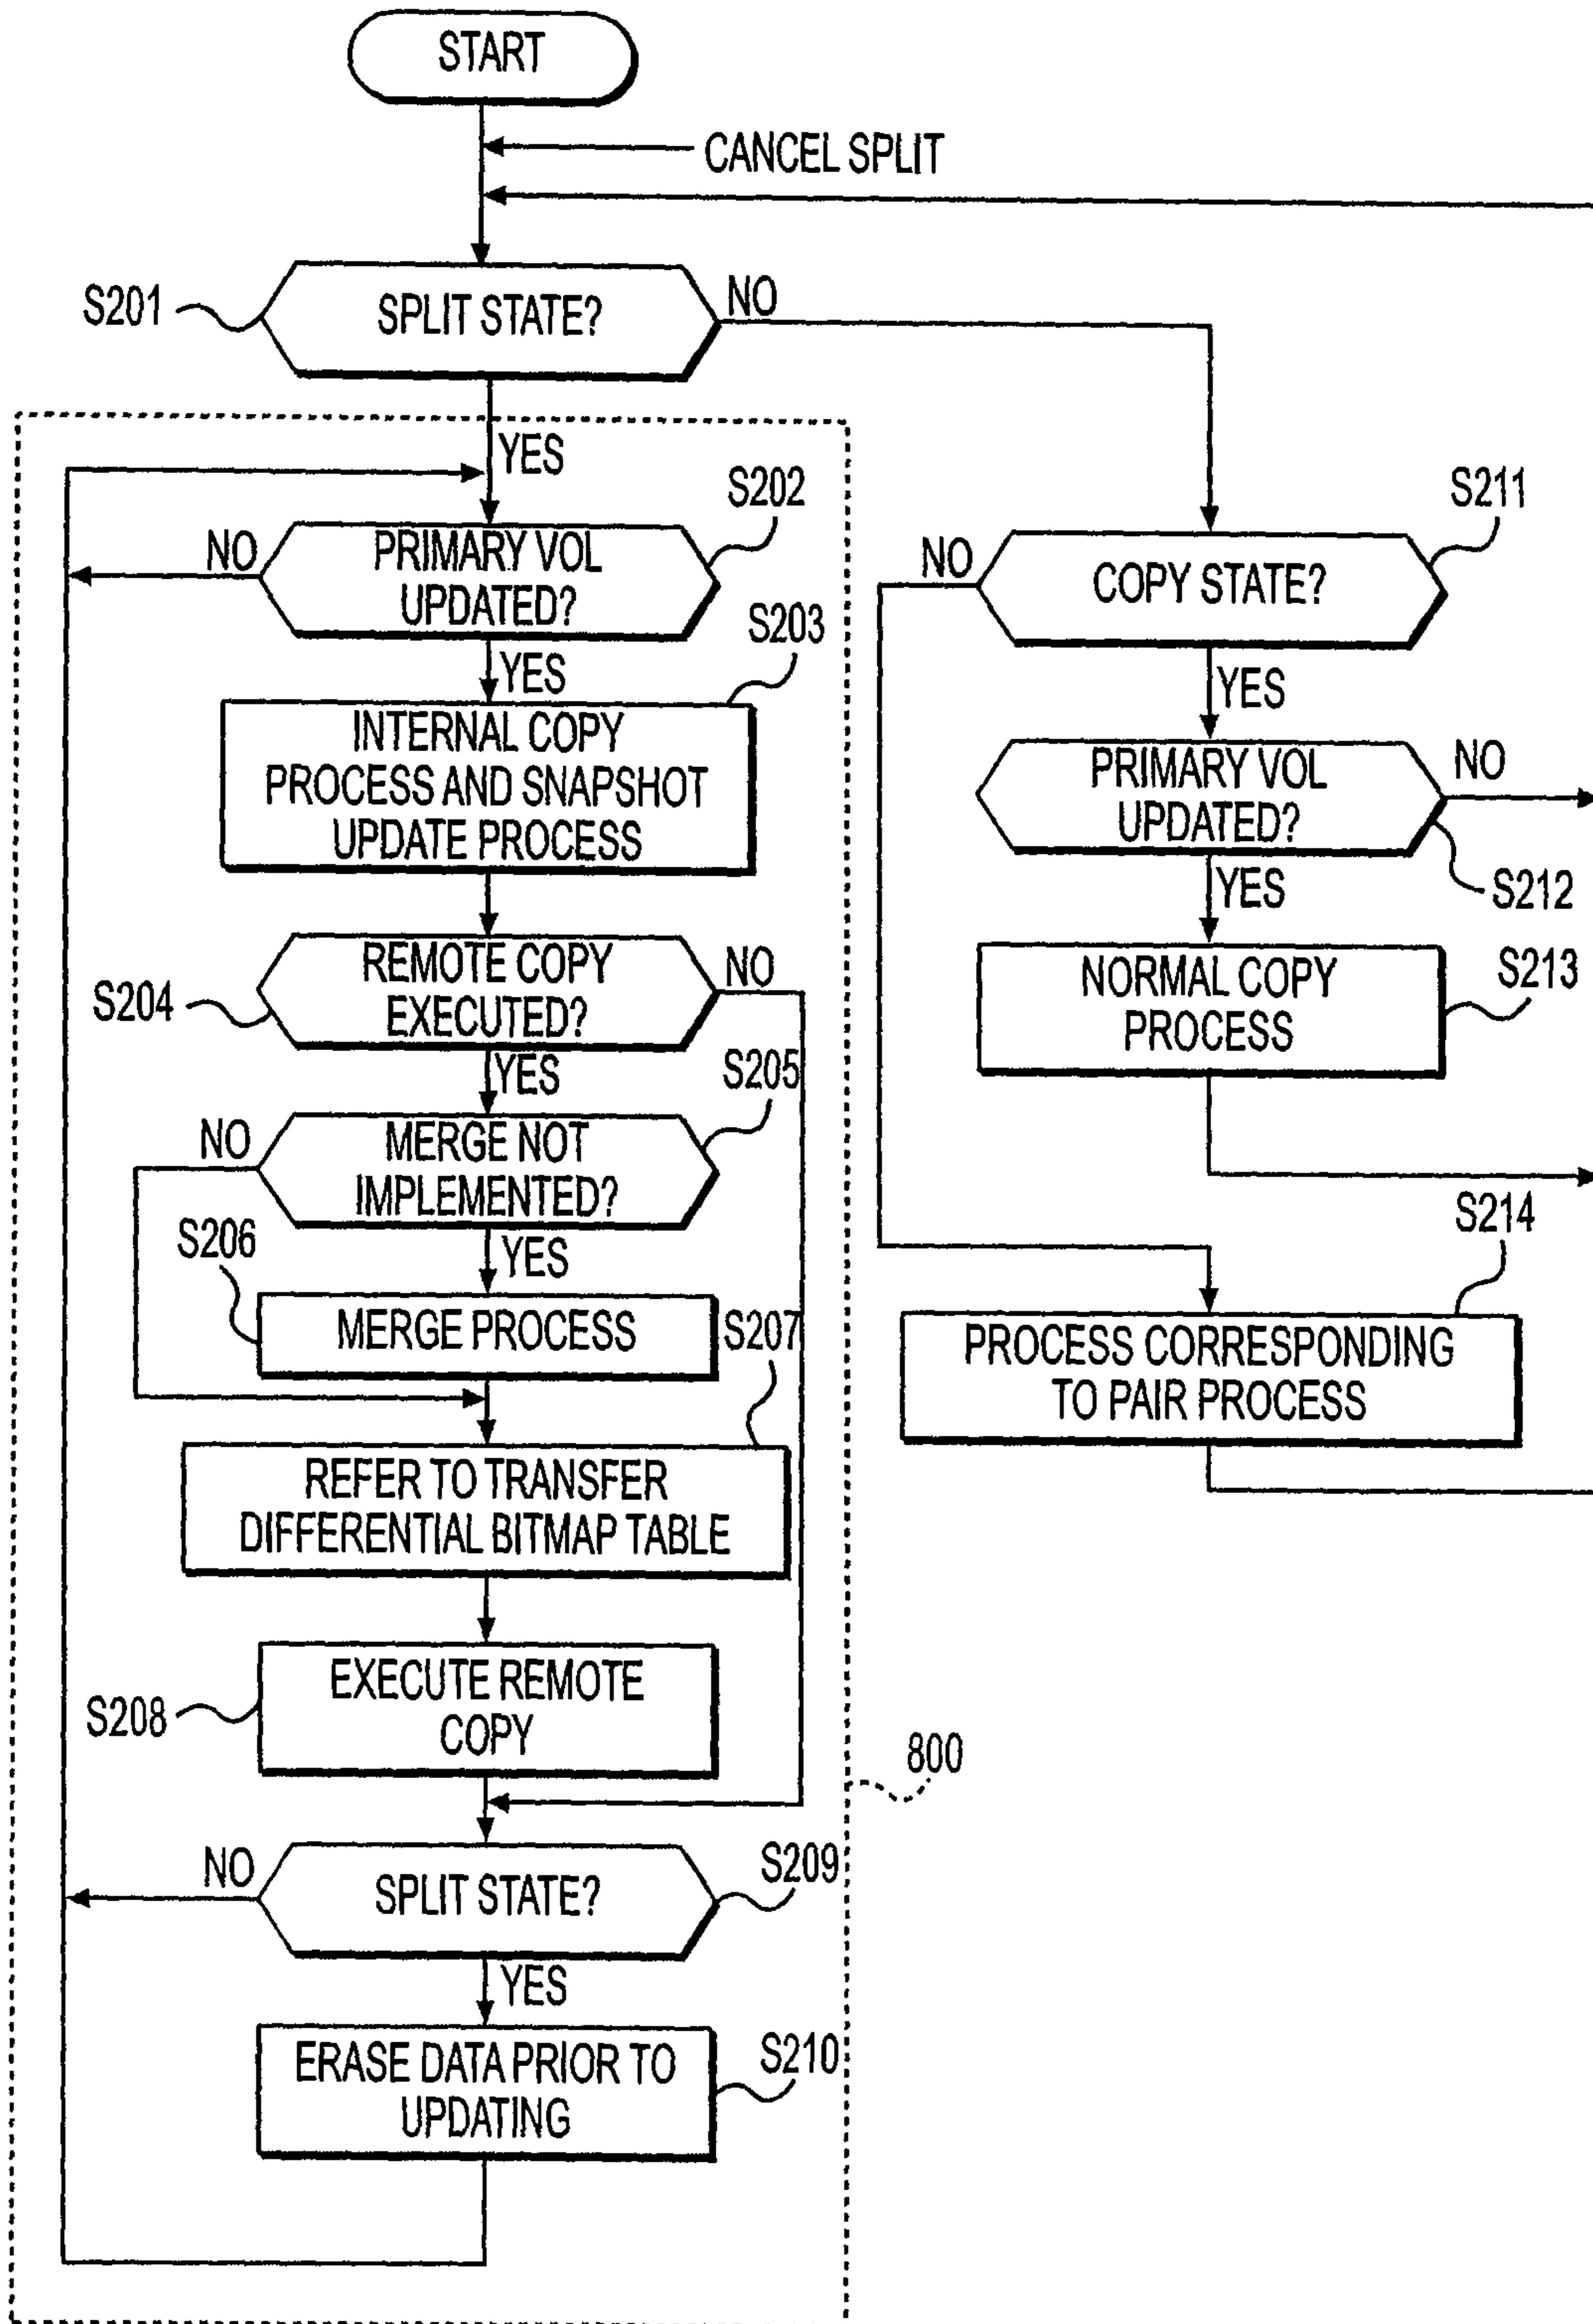 START
CANCEL SPLIT
S201
SPLIT STATE?
NO
YES
S202
NO
PRIMARY VOL
UPDATED?
YES
S203
INTERNAL COPY
PROCESS AND SNAPSHOT
UPDATE PROCESS
S204
REMOTE COPY
EXECUTED?
NO
YES
S205
NO
MERGE NOT
IMPLEMENTED?
YES
S206
MERGE PROCESS
S207
REFER TO TRANSFER
DIFFERENTIAL BITMAP TABLE
S208
EXECUTE REMOTE
COPY
800
NO
SPLIT STATE?
S209
YES
ERASE DATA PRIOR TO
UPDATING
S210
S211
NO
COPY STATE?
YES
PRIMARY VOL
UPDATED?
NO
S212
YES
NORMAL COPY
PROCESS
S213
S214
PROCESS CORRESPONDING
TO PAIR PROCESS